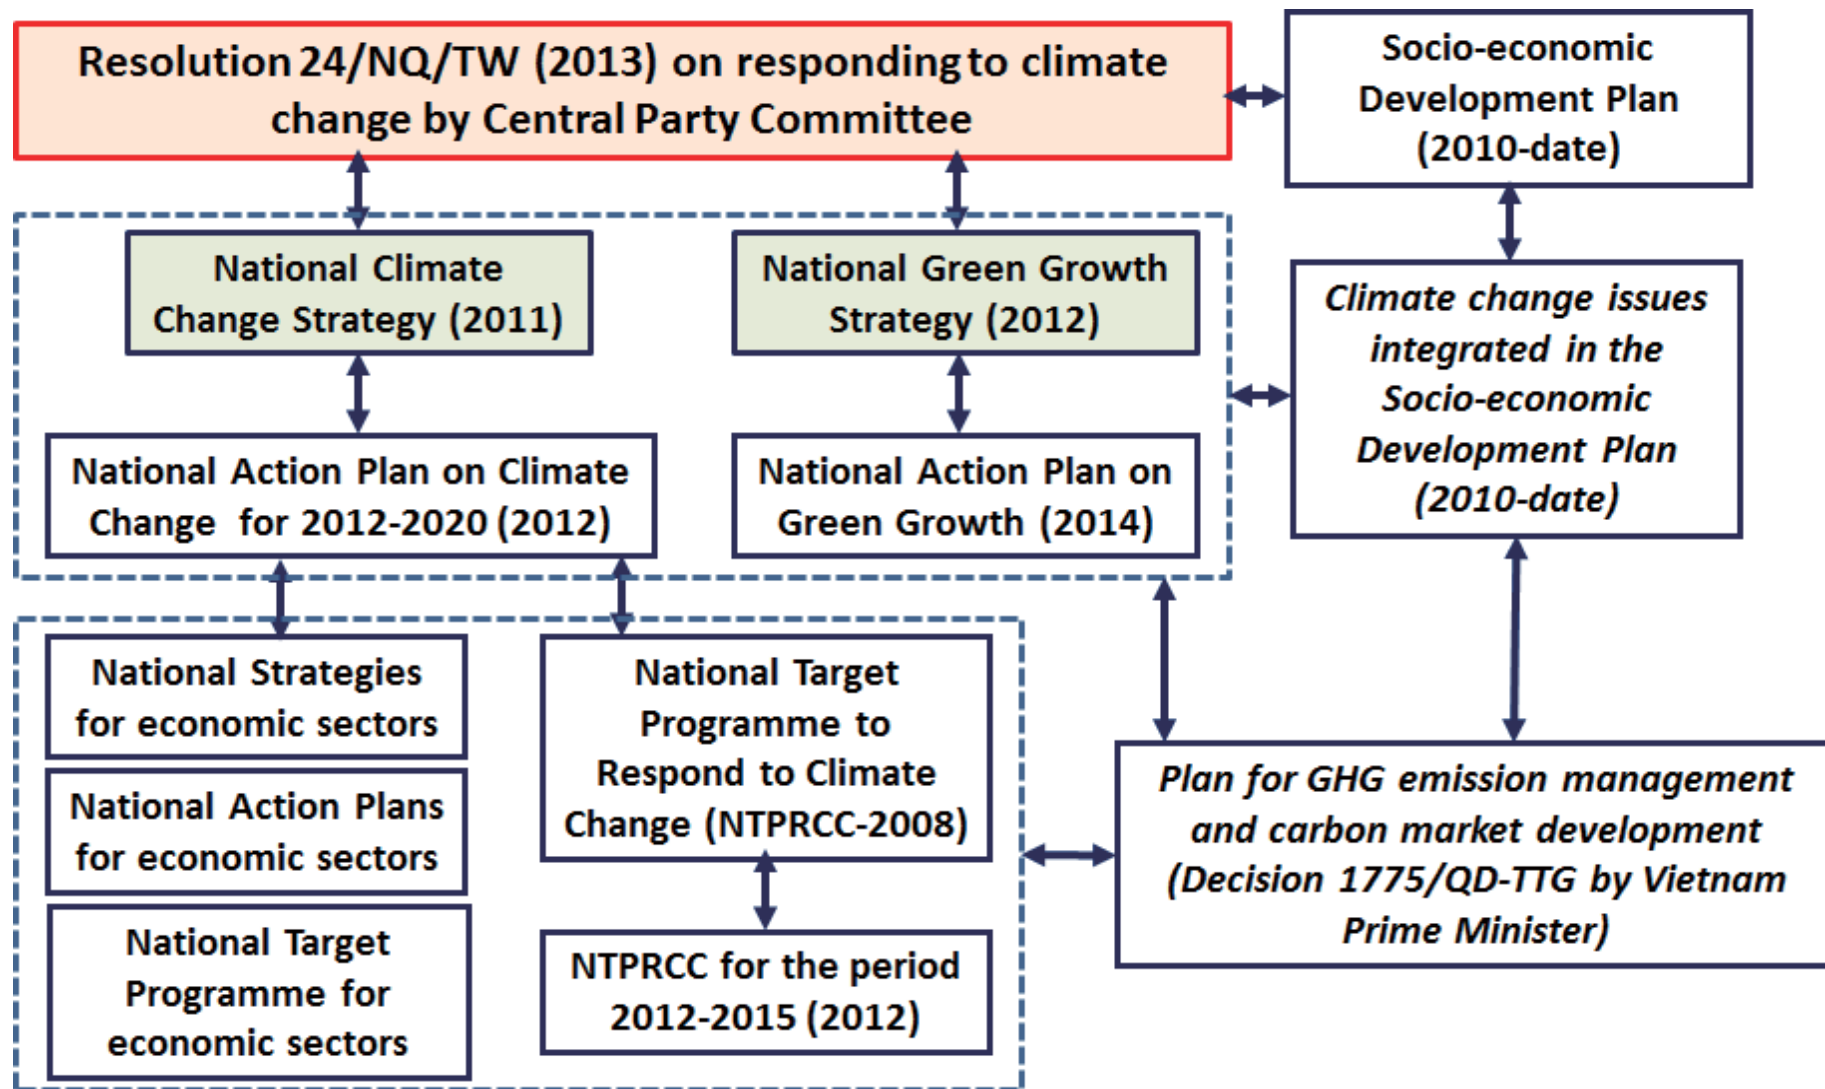 Resolution 24/NQ/TW (2013) on responding to climate
change by Central Party Committee
Socio-economic
Development Plan
(2010-date)
National Climate
Change Strategy (2011)
National Green Growth
Strategy (2012)
Climate change issues
integrated in the
Socio-economic
Development Plan
(2010-date)
National Action Plan on Climate
Change for 2012-2020 (2012)
National Action Plan on
Green Growth (2014)
National Strategies
for economic sectors
National Action Plans
for economic sectors
National Target
Programme for
economic sectors
National Target
Programme to
Respond to Climate
Change (NTPRCC-2008)
NTPRCC for the period
2012-2015 (2012)
Plan for GHG emission management
and carbon market development
(Decision 1775/QD-TTG by Vietnam
Prime Minister)